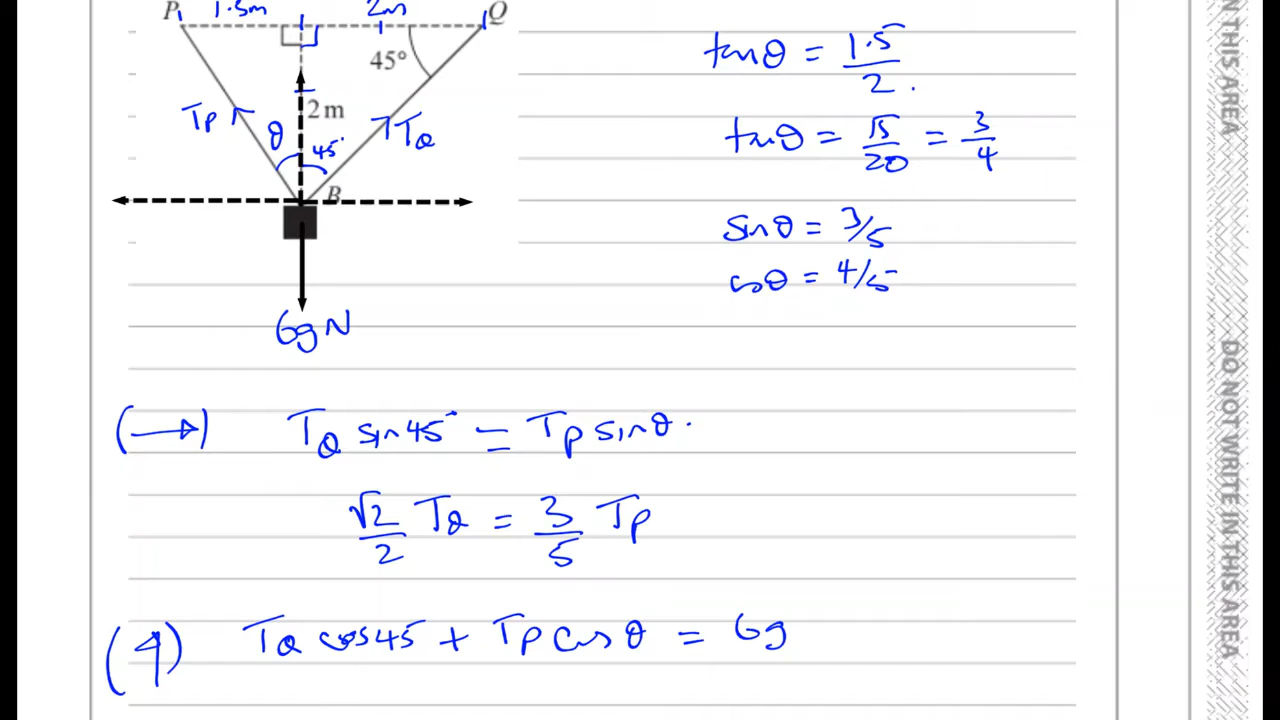 P 1.5m 2m Q
45°
2 m
TP θ 45° TQ
B
6g N
tanθ = 1.5/2.
tanθ = 15/20 = 3/4
sinθ = 3/5
cosθ = 4/5
(→) TQ sin45° = TP sinθ.
√2/2 TQ = 3/5 TP
(↑) TQ cos45 + TP cosθ = 6g
N THIS AREA
DO NOT WRITE IN THIS AREA